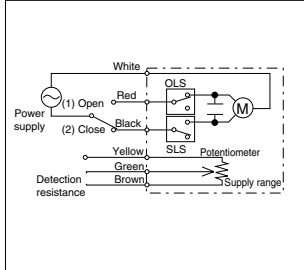 White
OLS
Red
(1) Open
Power
supply
M
(2) Close
Black
SLS
Yellow
Potentiometer
Green
Detection
resistance
Brown
Supply range